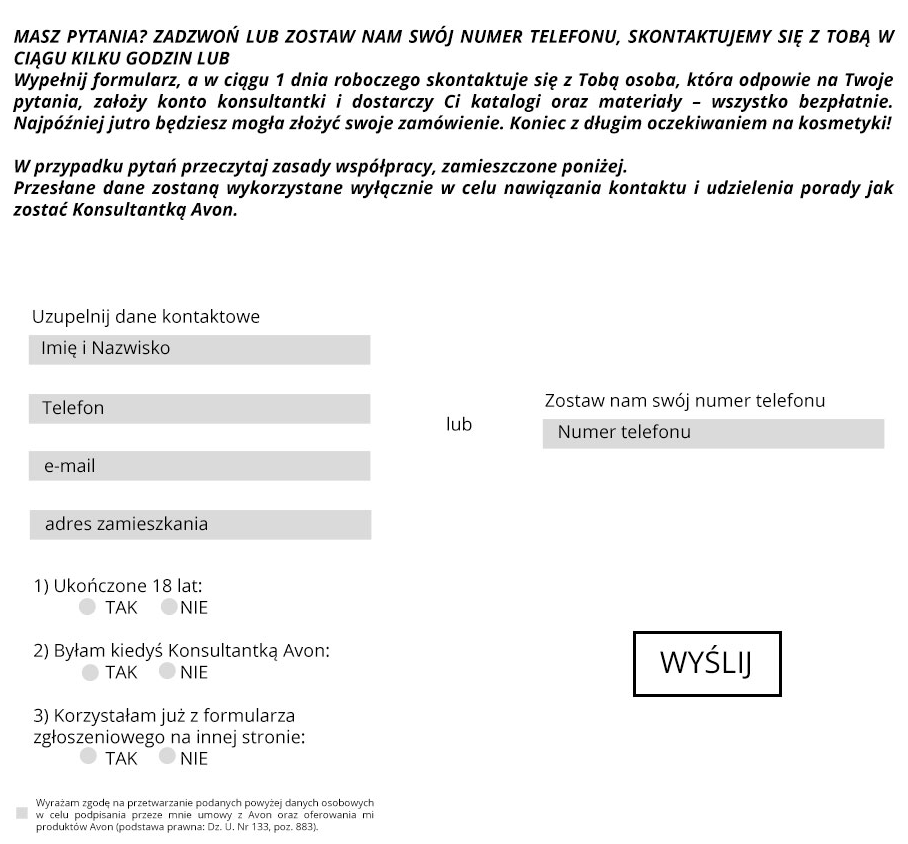 MASZ PYTANIA? ZADZWOŃ LUB ZOSTAW NAM SWÓJ NUMER TELEFONU, SKONTAKTUJEMY SIĘ Z TOBĄ W
CIĄGU KILKU GODZIN LUB
Wypełnij formularz, a w ciągu 1 dnia roboczego skontaktuje się z Tobą osoba, która odpowie na Twoje
pytania, założy konto konsultantki i dostarczy Ci katalogi oraz materiały – wszystko bezpłatnie.
Najpóźniej jutro będziesz mogła złożyć swoje zamówienie. Koniec z długim oczekiwaniem na kosmetyki!
W przypadku pytań przeczytaj zasady współpracy, zamieszczone poniżej.
Przesłane dane zostaną wykorzystane wyłącznie w celu nawiązania kontaktu i udzielenia porady jak
zostać Konsultantką Avon.
Uzupelnij dane kontaktowe
Imię i Nazwisko
Telefon
e-mail
adres zamieszkania
lub
Zostaw nam swój numer telefonu
Numer telefonu
1) Ukończone 18 lat:
TAK NIE
2) Byłam kiedyś Konsultantką Avon:
TAK NIE
3) Korzystałam już z formularza
zgłoszeniowego na innej stronie:
TAK NIE
WYŚLIJ
Wyrażam zgodę na przetwarzanie podanych powyżej danych osobowych
w celu podpisania przeze mnie umowy z Avon oraz oferowania mi
produktów Avon (podstawa prawna: Dz. U. Nr 133, poz. 883).